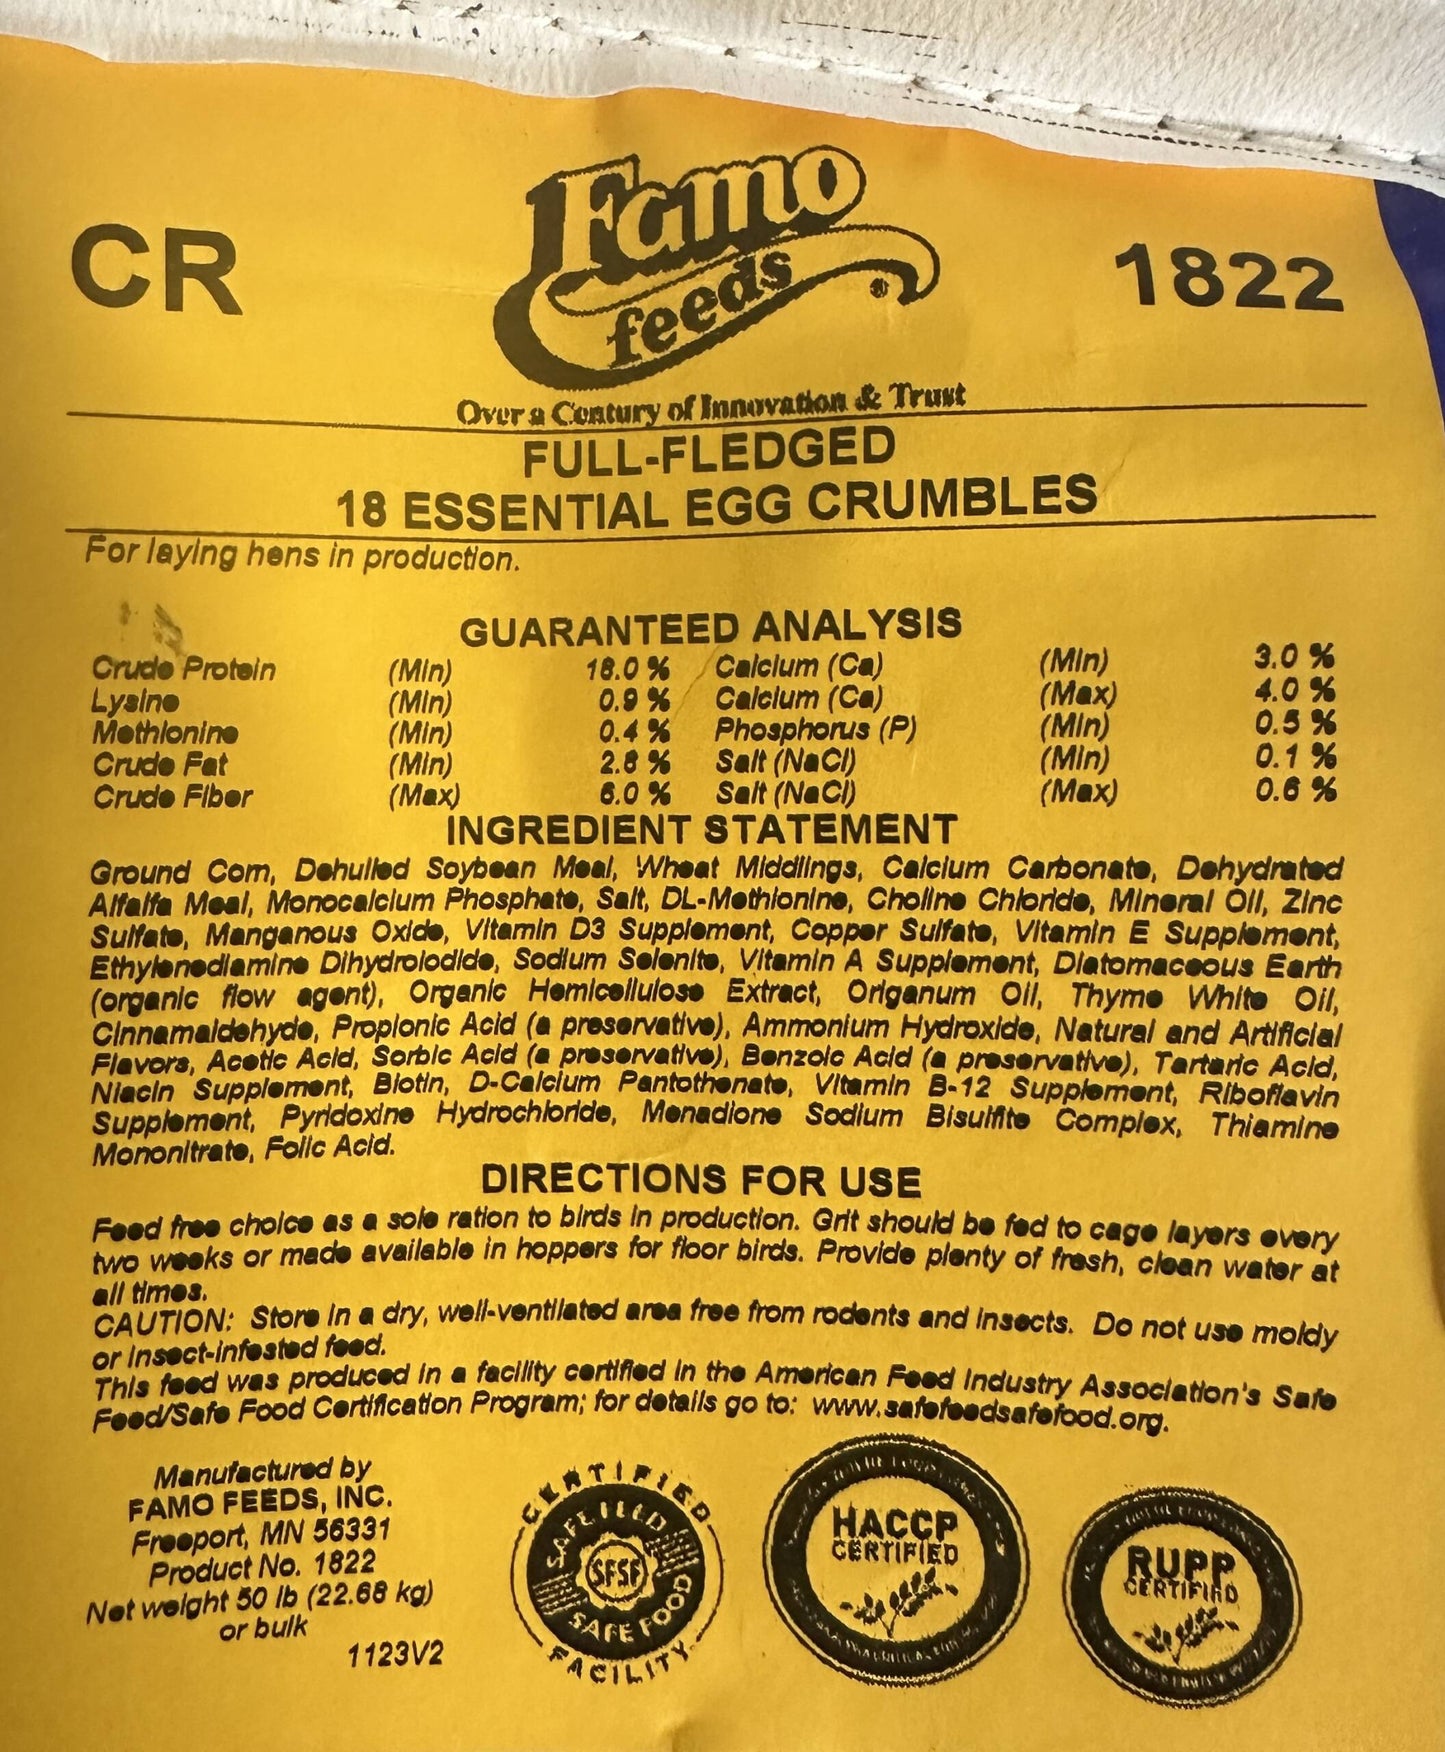 CR
Famo
feeds
®
1822
Over a Century of Innovation & Trust
FULL-FLEDGED
18 ESSENTIAL EGG CRUMBLES
For laying hens in production.
GUARANTEED ANALYSIS
Crude Protein (Min) 18.0 % Calcium (Ca) (Min) 3.0 %
Lysine (Min) 0.9 % Calcium (Ca) (Max) 4.0 %
Methionine (Min) 0.4 % Phosphorus (P) (Min) 0.5 %
Crude Fat (Min) 2.8 % Salt (NaCl) (Min) 0.1 %
Crude Fiber (Max) 6.0 % Salt (NaCl) (Max) 0.6 %
INGREDIENT STATEMENT
Ground Corn, Dehulled Soybean Meal, Wheat Middlings, Calcium Carbonate, Dehydrated
Alfalfa Meal, Monocalcium Phosphate, Salt, DL-Methionine, Choline Chloride, Mineral Oil, Zinc
Sulfate, Manganous Oxide, Vitamin D3 Supplement, Copper Sulfate, Vitamin E Supplement,
Ethylenediamine Dihydroiodide, Sodium Selenite, Vitamin A Supplement, Diatomaceous Earth
(organic flow agent), Organic Hemicellulose Extract, Origanum Oil, Thyme White Oil,
Cinnamaldehyde, Propionic Acid (a preservative), Ammonium Hydroxide, Natural and Artificial
Flavors, Acetic Acid, Sorbic Acid (a preservative), Benzoic Acid (a preservative), Tartaric Acid,
Niacin Supplement, Biotin, D-Calcium Pantothenate, Vitamin B-12 Supplement, Riboflavin
Supplement, Pyridoxine Hydrochloride, Menadione Sodium Bisulfite Complex, Thiamine
Mononitrate, Folic Acid.
DIRECTIONS FOR USE
Feed free choice as a sole ration to birds in production. Grit should be fed to cage layers every
two weeks or made available in hoppers for floor birds. Provide plenty of fresh, clean water at
all times.
CAUTION: Store in a dry, well-ventilated area free from rodents and insects. Do not use moldy
or insect-infested feed.
This feed was produced in a facility certified in the American Feed Industry Association's Safe
Feed/Safe Food Certification Program; for details go to: www.safefeedsafefood.org.
Manufactured by
FAMO FEEDS, INC.
Freeport, MN 56331
Product No. 1822
Net weight 50 lb (22.68 kg)
or bulk
1123V2
CERTIFIED
SAFE FEED
SFSF
SAFE FOOD
FACILITY
HACCP
CERTIFIED
RUPP
CERTIFIED